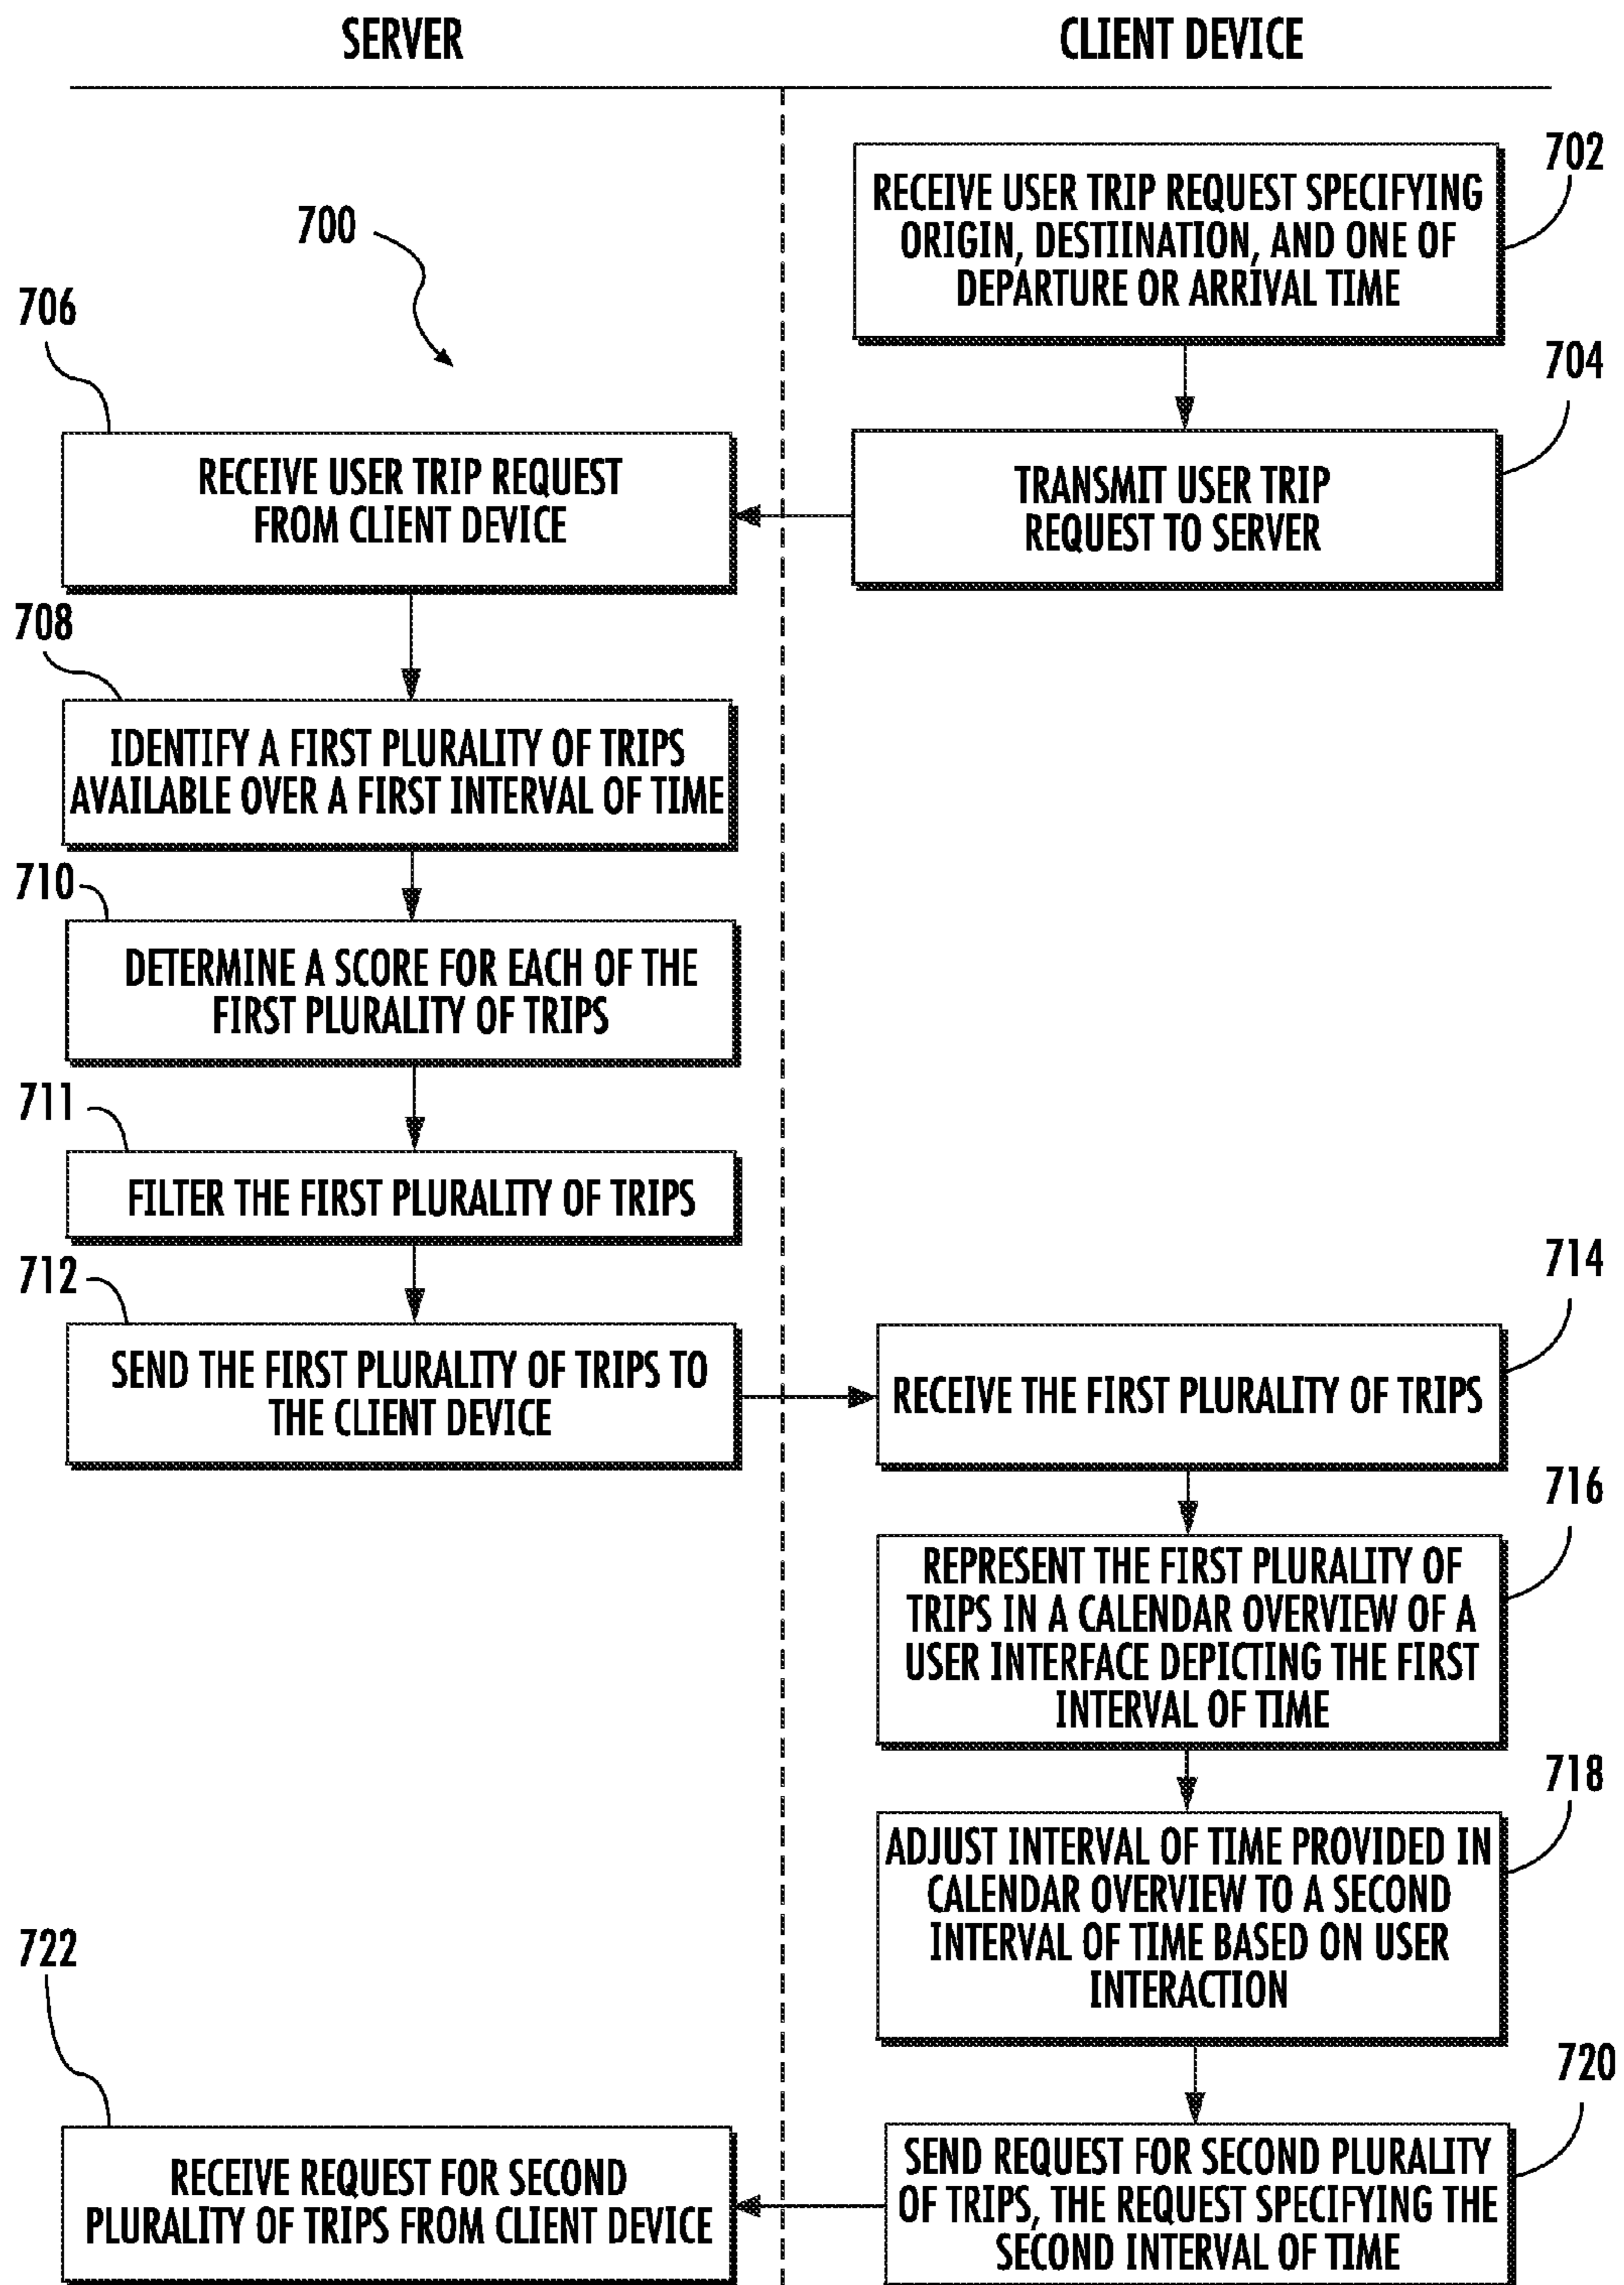 SERVER
CLIENT DEVICE
702
RECEIVE USER TRIP REQUEST SPECIFYING
ORIGIN, DESTIINATION, AND ONE OF
DEPARTURE OR ARRIVAL TIME
700
704
TRANSMIT USER TRIP
REQUEST TO SERVER
706
RECEIVE USER TRIP REQUEST
FROM CLIENT DEVICE
708
IDENTIFY A FIRST PLURALITY OF TRIPS
AVAILABLE OVER A FIRST INTERVAL OF TIME
710
DETERMINE A SCORE FOR EACH OF THE
FIRST PLURALITY OF TRIPS
711
FILTER THE FIRST PLURALITY OF TRIPS
712
SEND THE FIRST PLURALITY OF TRIPS TO
THE CLIENT DEVICE
714
RECEIVE THE FIRST PLURALITY OF TRIPS
716
REPRESENT THE FIRST PLURALITY OF
TRIPS IN A CALENDAR OVERVIEW OF A
USER INTERFACE DEPICTING THE FIRST
INTERVAL OF TIME
718
ADJUST INTERVAL OF TIME PROVIDED IN
CALENDAR OVERVIEW TO A SECOND
INTERVAL OF TIME BASED ON USER
INTERACTION
720
SEND REQUEST FOR SECOND PLURALITY
OF TRIPS, THE REQUEST SPECIFYING THE
SECOND INTERVAL OF TIME
722
RECEIVE REQUEST FOR SECOND
PLURALITY OF TRIPS FROM CLIENT DEVICE